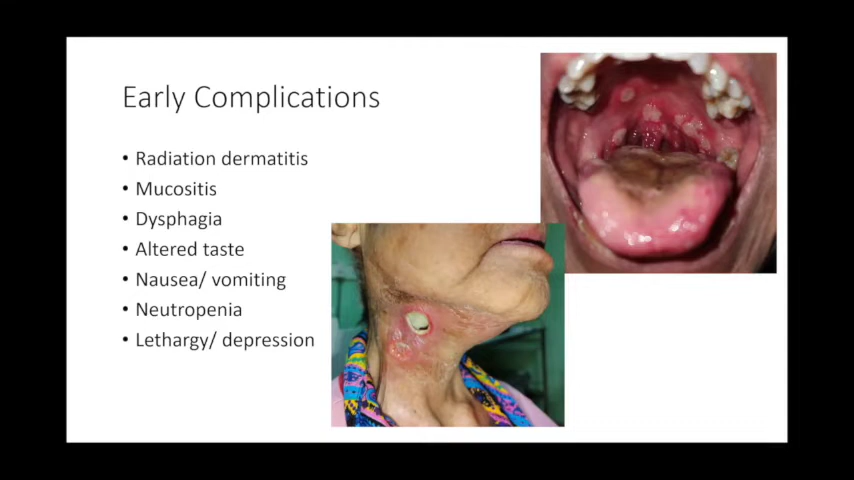 Early Complications
• Radiation dermatitis
• Mucositis
• Dysphagia
• Altered taste
• Nausea/ vomiting
• Neutropenia
• Lethargy/ depression